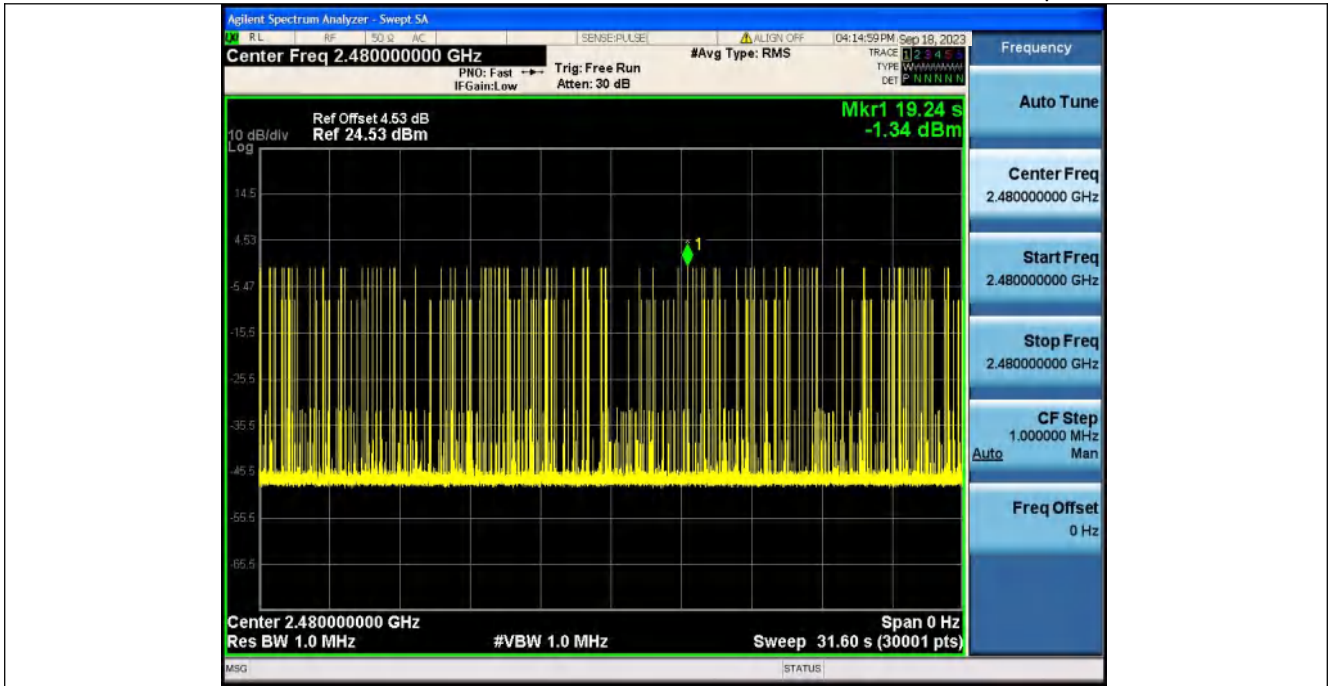 Agilent Spectrum Analyzer - Swept SA
RL RF 50 Ω AC SENSE:PULSE ALIGN OFF 04:14:59 PM Sep 18, 2023
Center Freq 2.480000000 GHz
PNO: Fast
IFGain:Low
Trig: Free Run
Atten: 30 dB
#Avg Type: RMS
TRACE 1 2 3 4 5 6
TYPE
DET P N N N N N
Frequency
Mkr1 19.24 s
-1.34 dBm
Ref Offset 4.53 dB
10 dB/div Ref 24.53 dBm
Log
14.5
4.53
-5.47
-15.5
-25.5
-35.5
-45.5
-55.5
-65.5
1
Center 2.480000000 GHz Span 0 Hz
Res BW 1.0 MHz #VBW 1.0 MHz Sweep 31.60 s (30001 pts)
Auto Tune
Center Freq
2.480000000 GHz
Start Freq
2.480000000 GHz
Stop Freq
2.480000000 GHz
CF Step
1.000000 MHz
Auto Man
Freq Offset
0 Hz
MSG STATUS